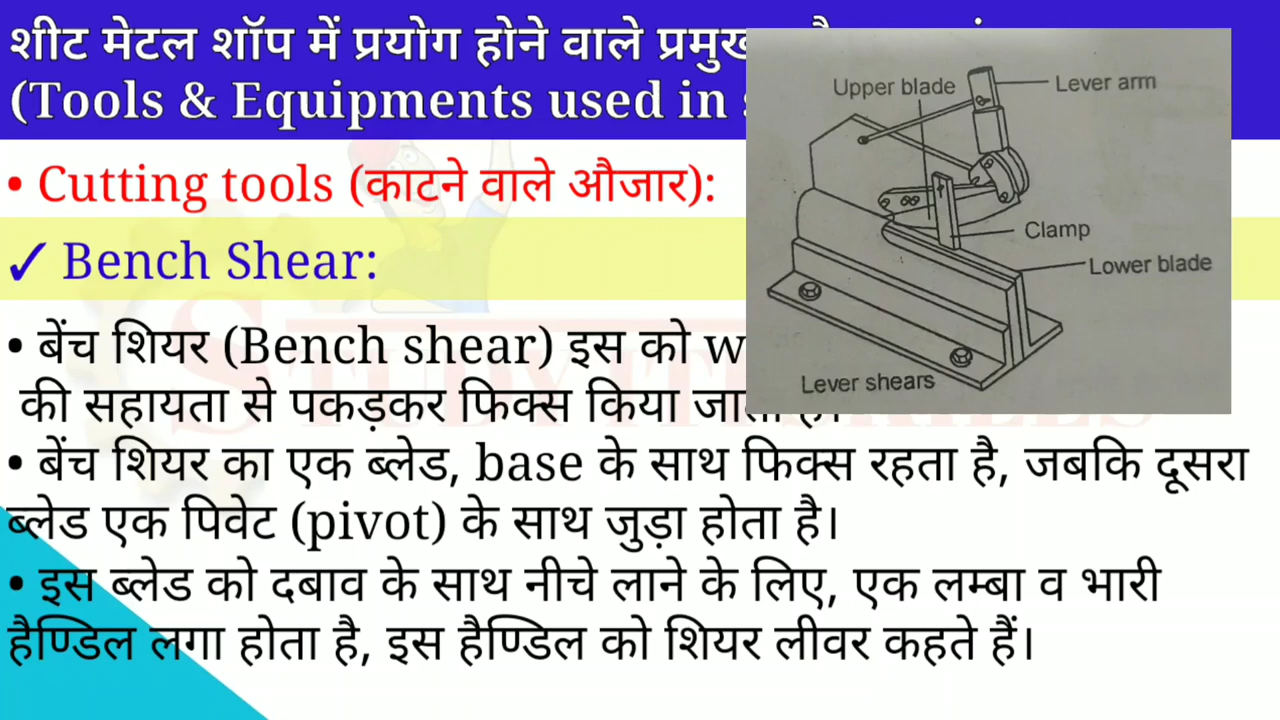 शीट मेटल शॉप में प्रयोग होने वाले
(Tools & Equipments used in
• Cutting tools (काटने वाले औजार):
✓ Bench Shear:
• बेंच शियर (Bench shear) इस को
की सहायता से पकड़कर फिक्स किया
• बेंच शियर का एक ब्लेड, base के साथ फिक्स रहता है, जबकि दूसरा
ब्लेड एक पिवेट (pivot) के साथ जुड़ा होता है।
• इस ब्लेड को दबाव के साथ नीचे लाने के लिए, एक लम्बा व भारी
हैण्डिल लगा होता है, इस हैण्डिल को शियर लीवर कहते हैं।
Upper blade
Lever arm
Clamp
Lower blade
Lever shears